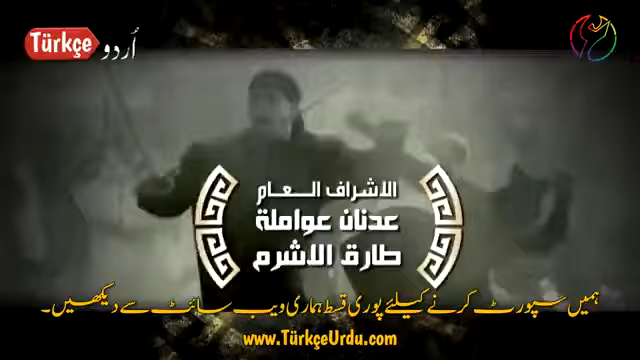 Türkçe اُردو
الاشراف العام
عدنان عواملة
طارق الاشرم
ہمیں سپورٹ کرنے کیلئے پوری قسط ہماری ویب سائٹ سے دیکھیں۔
www.TürkçeUrdu.com